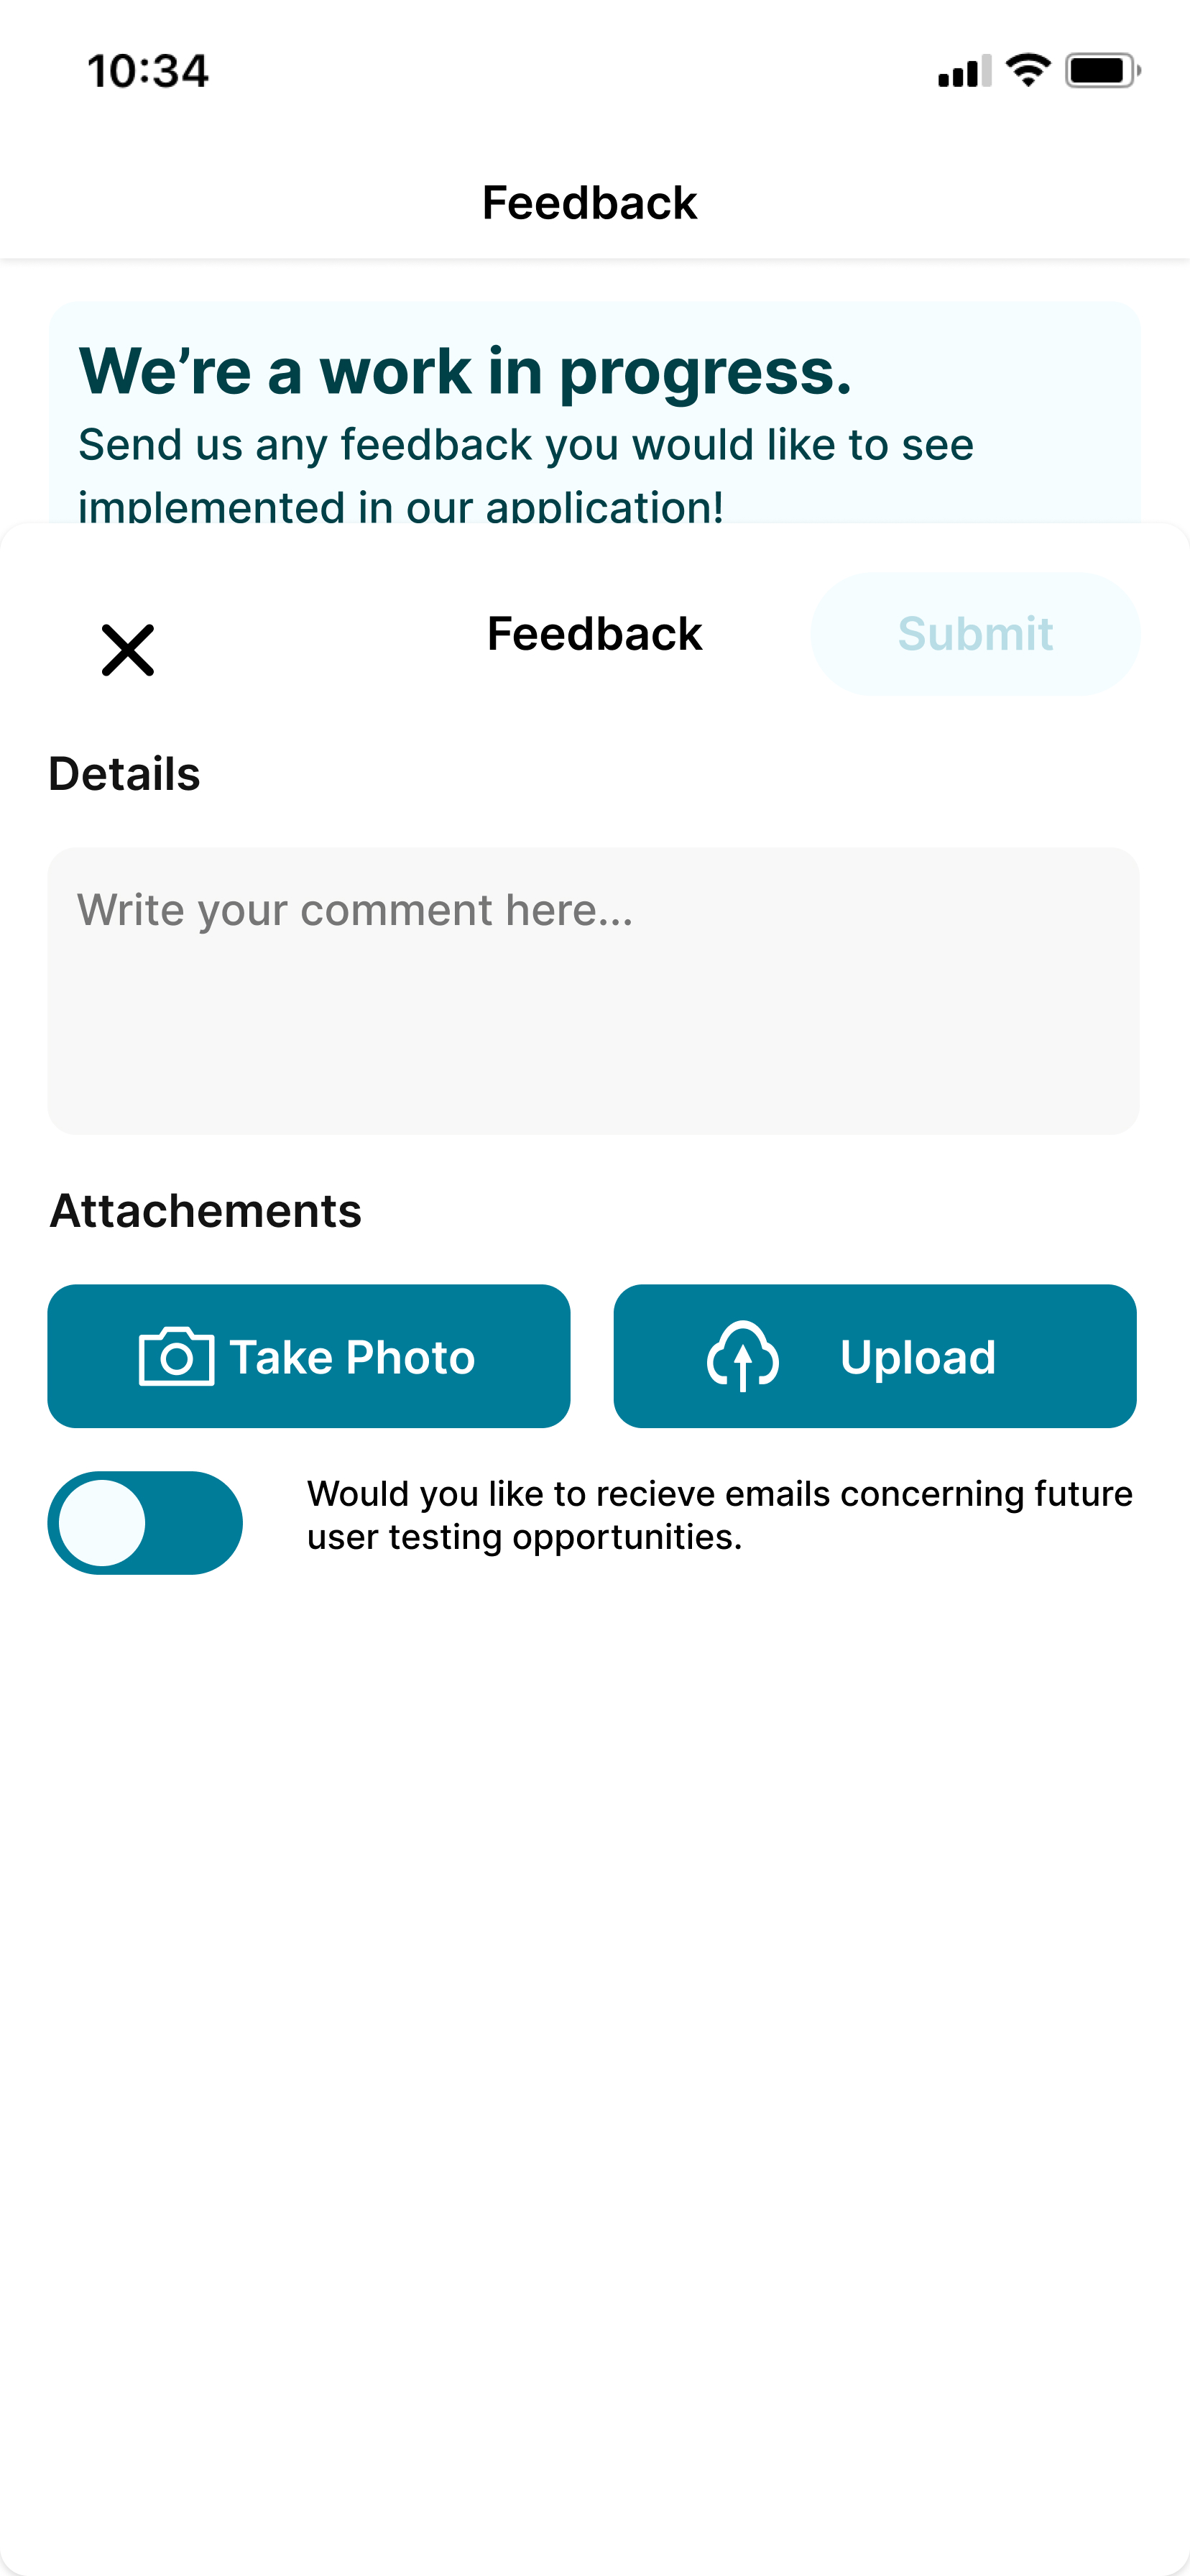 10:34
Feedback
We’re a work in progress.
Send us any feedback you would like to see
implemented in our application!
Feedback
Submit
Details
Write your comment here...
Attachements
Take Photo
Upload
Would you like to recieve emails concerning future
user testing opportunities.